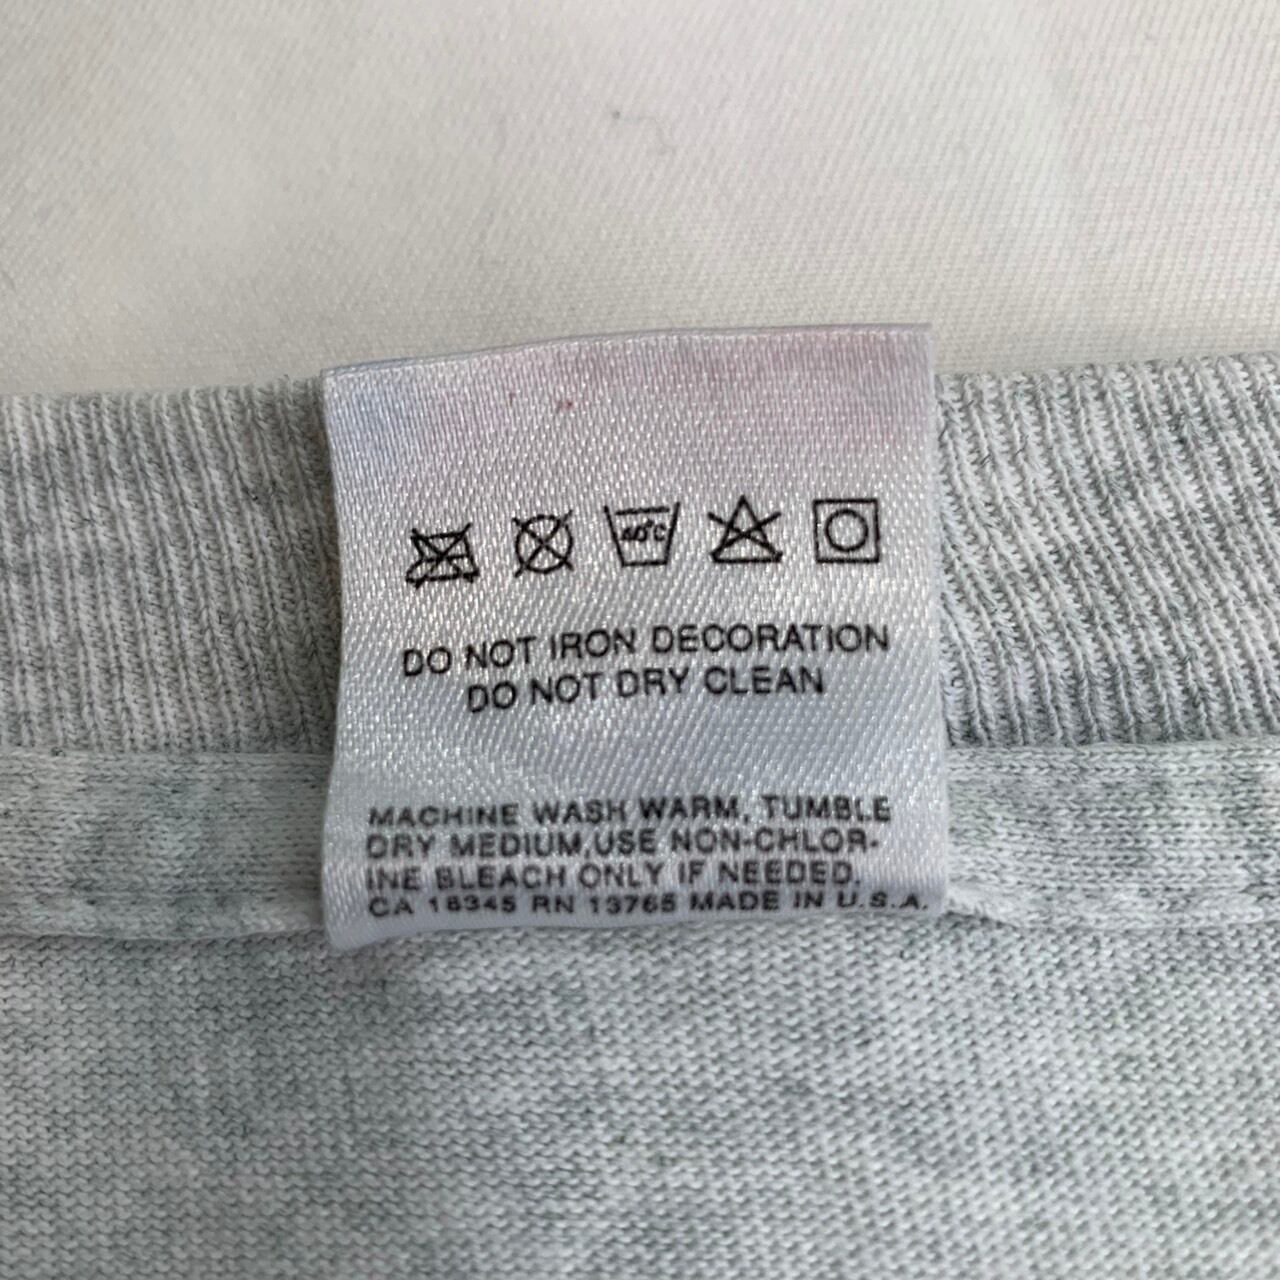 40°C
DO NOT IRON DECORATION
DO NOT DRY CLEAN
MACHINE WASH WARM, TUMBLE
DRY MEDIUM,USE NON-CHLOR-
INE BLEACH ONLY IF NEEDED.
CA 18345 RN 13765 MADE IN U.S.A.